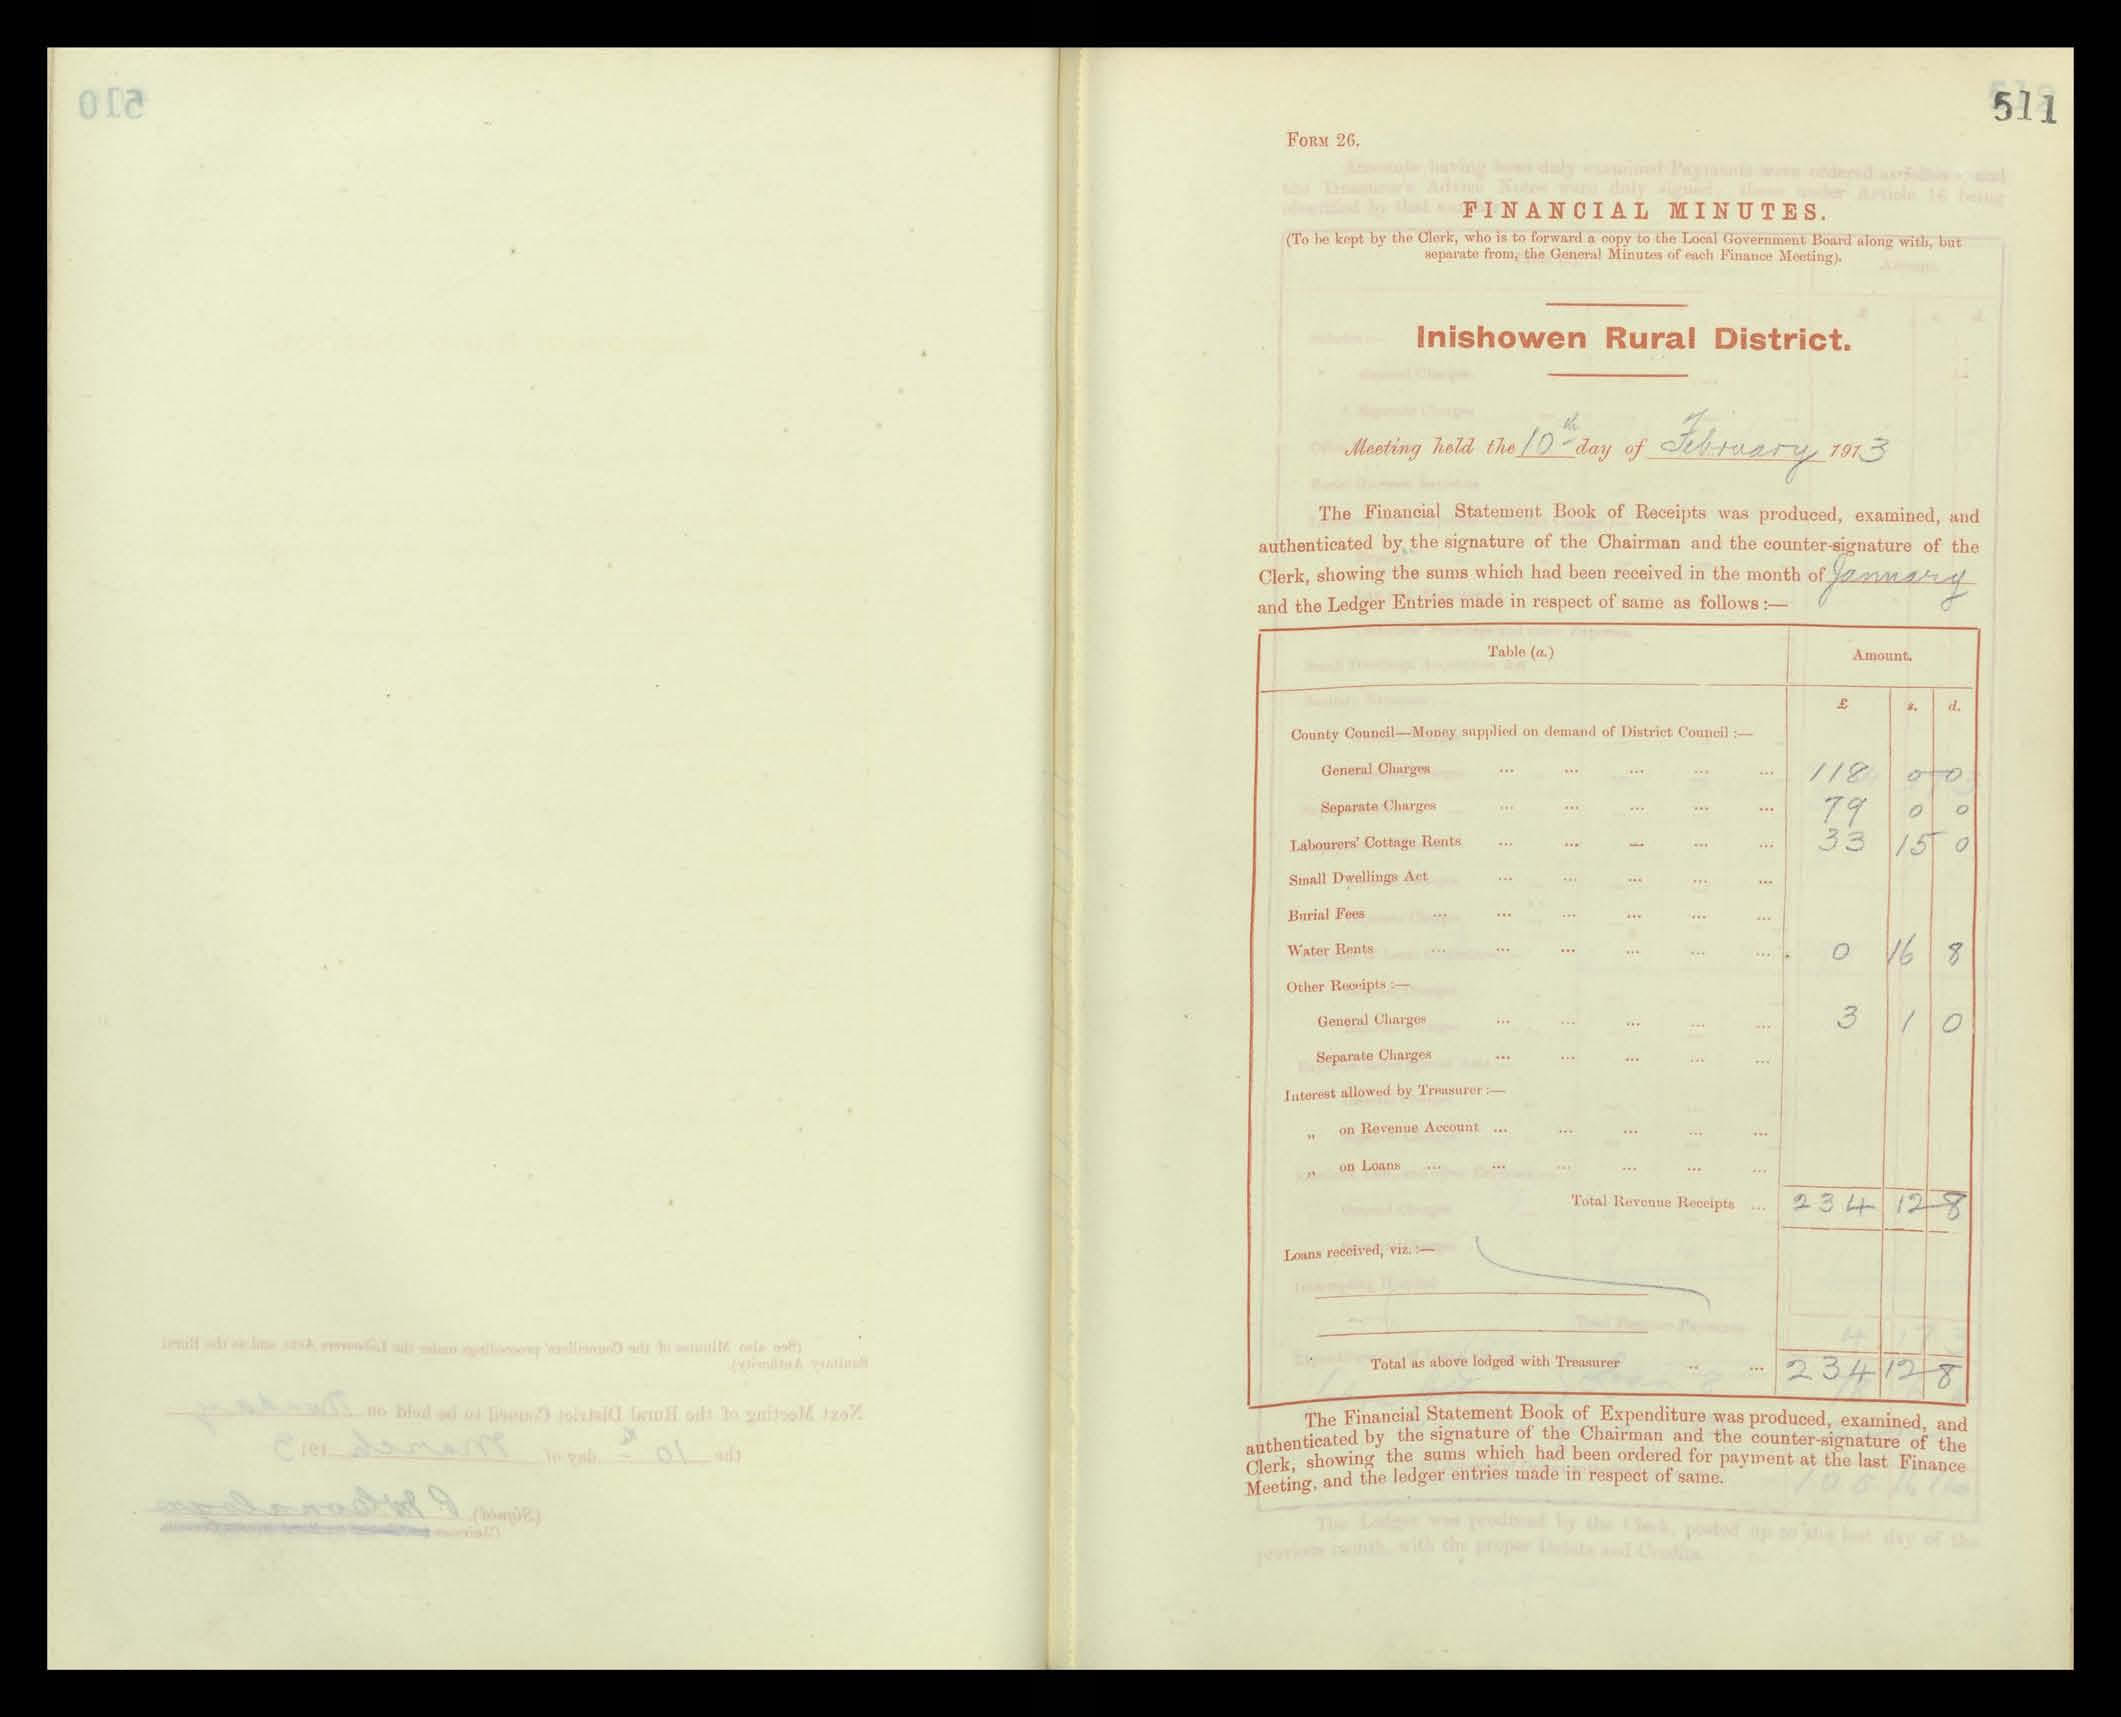 510
511
FORM 26.
FINANCIAL MINUTES.
(To be kept by the Clerk, who is to forward a copy to the Local Government Board along with, but
separate from, the General Minutes of each Finance Meeting).
Inishowen Rural District.
Meeting held the 10th day of February 1913
The Financial Statement Book of Receipts was produced, examined, and
authenticated by the signature of the Chairman and the counter-signature of the
Clerk, showing the sums which had been received in the month of January
and the Ledger Entries made in respect of same as follows :—
Table (a.) Amount.
£ s. d.
County Council—Money supplied on demand of District Council :—
General Charges ... ... ... ... ... 118 0 0
Separate Charges ... ... ... ... ... 79 0 0
Labourers' Cottage Rents ... ... ... ... ... 33 15 0
Small Dwellings Act ... ... ... ... ...
Burial Fees ... ... ... ... ... ...
Water Rents ... ... ... ... ... ... 0 16 8
Other Receipts :—
General Charges ... ... ... ... ... 3 1 0
Separate Charges ... ... ... ... ...
Interest allowed by Treasurer :—
„ on Revenue Account ... ... ... ... ...
„ on Loans ... ... ... ... ... ...
Total Revenue Receipts ... 234 12 8
Loans received, viz. :—
Total as above lodged with Treasurer .. ... 234 12 8
The Financial Statement Book of Expenditure was produced, examined, and
authenticated by the signature of the Chairman and the counter-signature of the
Clerk, showing the sums which had been ordered for payment at the last Finance
Meeting, and the ledger entries made in respect of same.